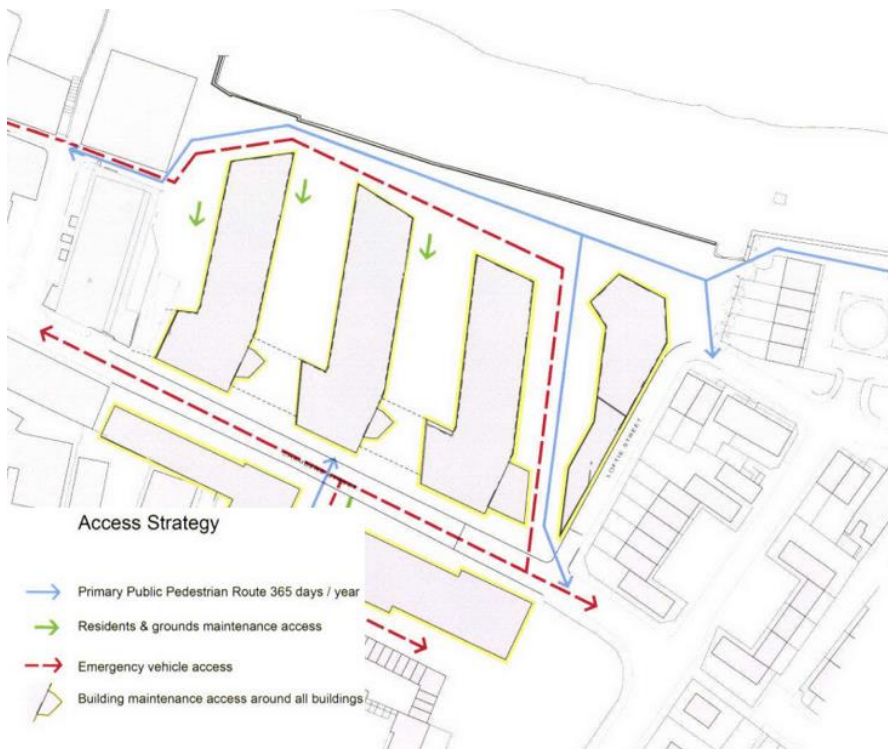 LOFTIE STREET
Access Strategy
Primary Public Pedestrian Route 365 days / year
Residents & grounds maintenance access
Emergency vehicle access
Building maintenance access around all buildings